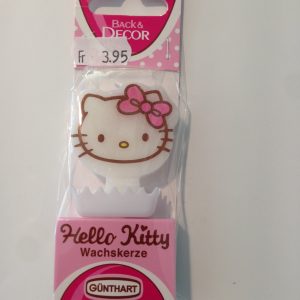 BACK&
DECOR
Fr 3.95
Hello Kitty
Wachskerze
GÜNTHART